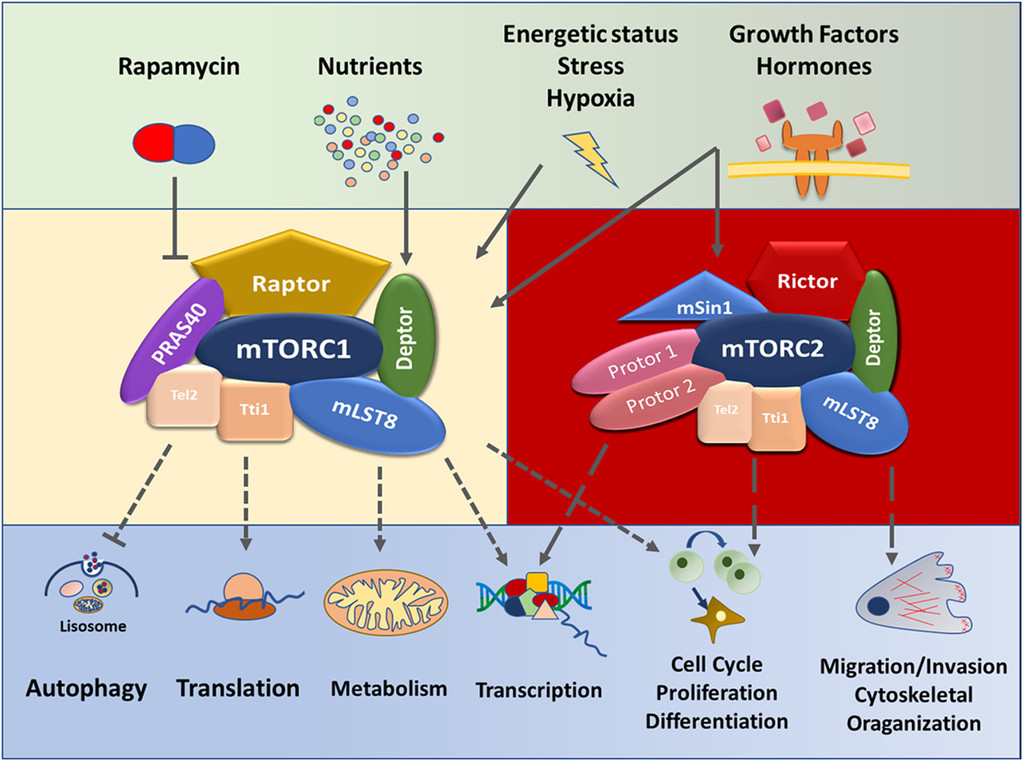 Rapamycin
Nutrients
Energetic status
Stress
Hypoxia
Growth Factors
Hormones
Raptor
PRAS40
mTORC1
Deptor
Tel2
Tti1
mLST8
Rictor
mSin1
mTORC2
Deptor
Protor 1
Protor 2
Tel2
Tti1
mLST8
Lisosome
Autophagy
Translation
Metabolism
Transcription
Cell Cycle
Proliferation
Differentiation
Migration/Invasion
Cytoskeletal
Oraganization